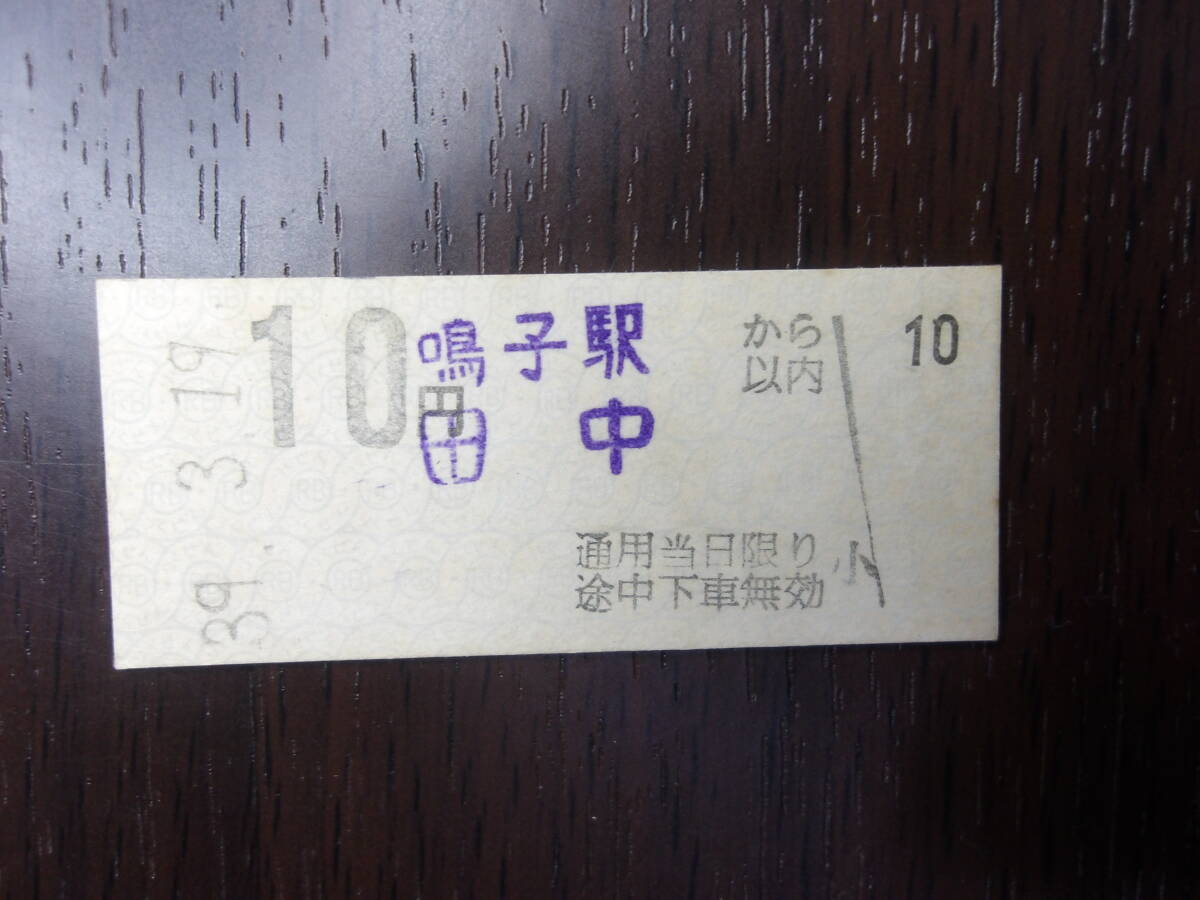 39. 3.19
鳴子駅から
10円
田中以内
通用当日限り
途中下車無効
小
10